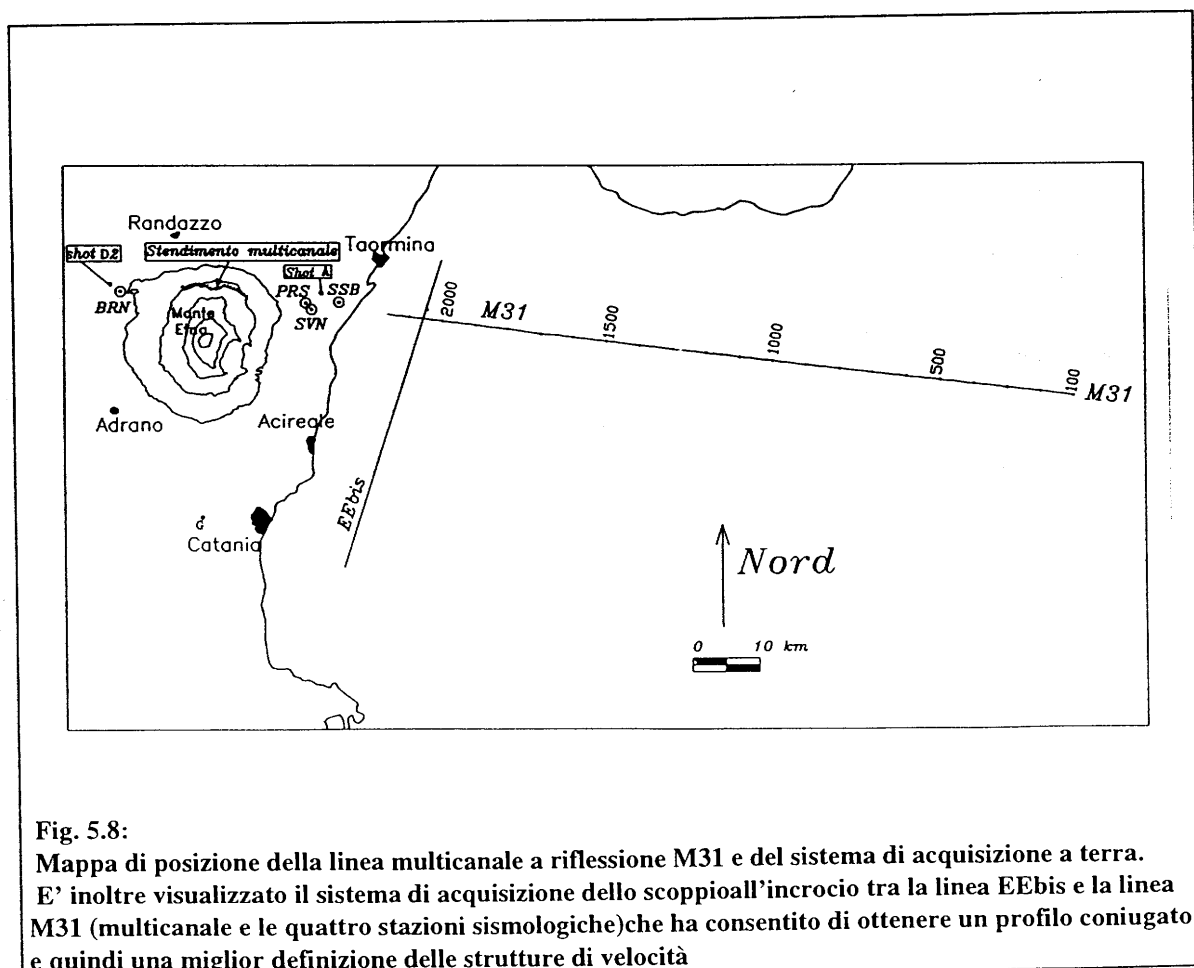 Randazzo
shot D2
Stendimento multicanale
Taormina
Shot A
BRN
PRS
SSB
SVN
Monte
Etna
2000
M31
1500
1000
500
100
M31
Adrano
Acireale
EEbis
Catania
Nord
0 10 km
Fig. 5.8:
Mappa di posizione della linea multicanale a riflessione M31 e del sistema di acquisizione a terra.
E' inoltre visualizzato il sistema di acquisizione dello scoppioall'incrocio tra la linea EEbis e la linea
M31 (multicanale e le quattro stazioni sismologiche)che ha consentito di ottenere un profilo coniugato
e quindi una miglior definizione delle strutture di velocità